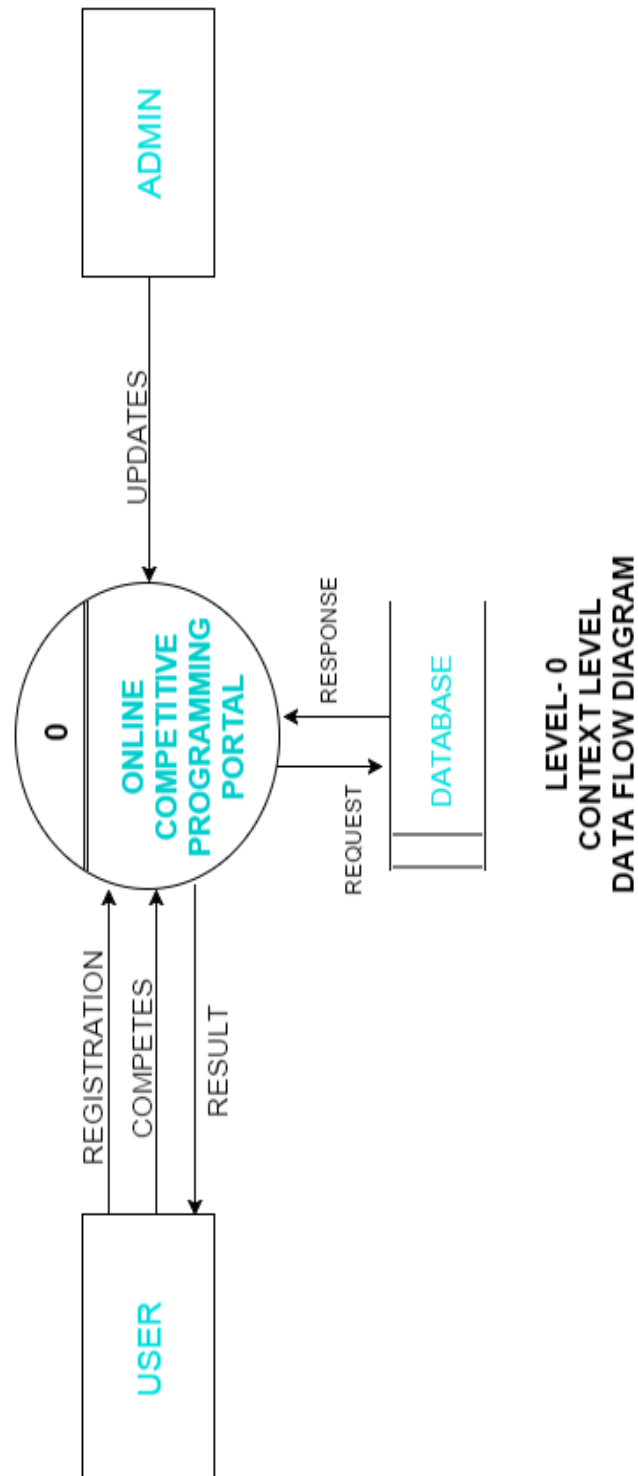 USER
REGISTRATION
COMPETES
RESULT
0
ONLINE
COMPETITIVE
PROGRAMMING
PORTAL
UPDATES
ADMIN
REQUEST
RESPONSE
DATABASE
LEVEL- 0
CONTEXT LEVEL
DATA FLOW DIAGRAM